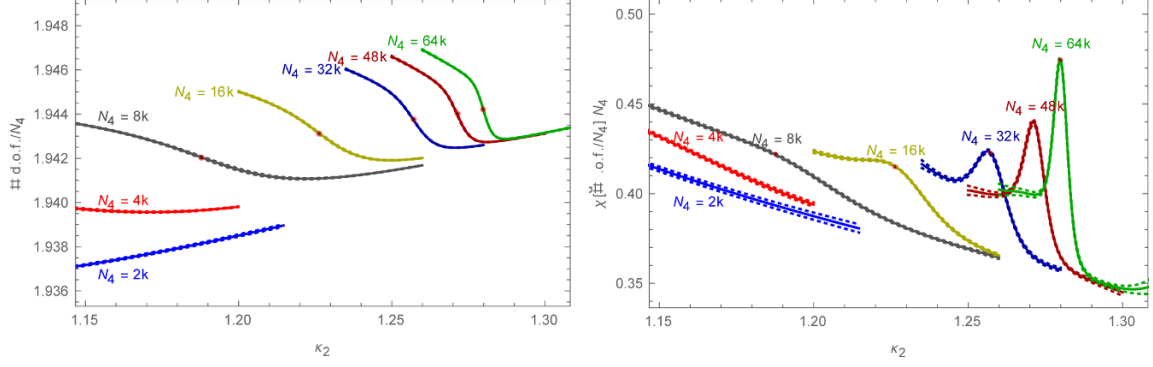 1.948
1.946
1.944
1.942
1.940
1.938
1.936
# d.o.f./N₄
N₄ = 64k
N₄ = 48k
N₄ = 32k
N₄ = 16k
N₄ = 8k
N₄ = 4k
N₄ = 2k
1.15
1.20
1.25
1.30
κ₂
0.50
0.45
0.40
0.35
N₄ = 64k
N₄ = 48k
N₄ = 32k
N₄ = 16k
N₄ = 8k
N₄ = 4k
N₄ = 2k
1.15
1.20
1.25
1.30
κ₂